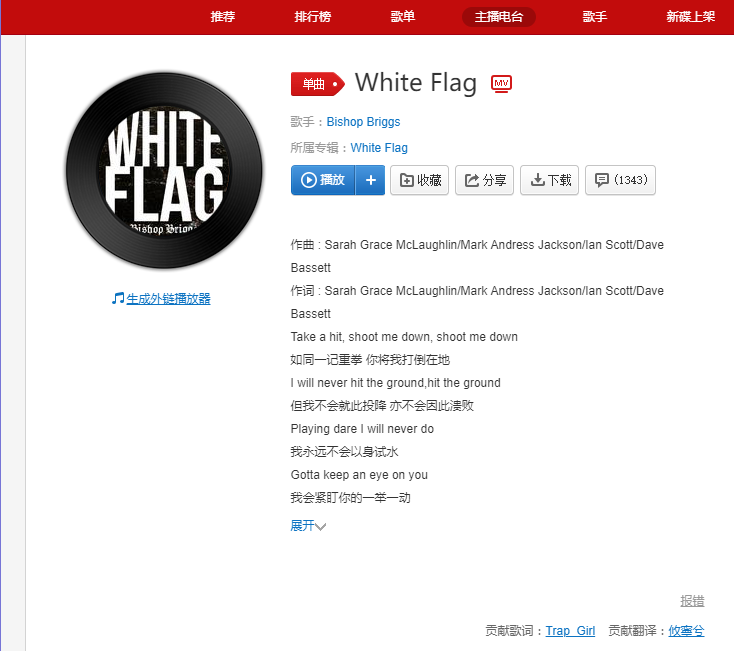 推荐 排行榜 歌单 主播电台 歌手 新碟上架
WHITE
FLAG
Bishop Briggs
生成外链播放器
单曲 White Flag MV
歌手：Bishop Briggs
所属专辑：White Flag
播放 + 收藏 分享 下载 (1343)
作曲 : Sarah Grace McLaughlin/Mark Andress Jackson/Ian Scott/Dave
Bassett
作词 : Sarah Grace McLaughlin/Mark Andress Jackson/Ian Scott/Dave
Bassett
Take a hit, shoot me down, shoot me down
如同一记重拳 你将我打倒在地
I will never hit the ground,hit the ground
但我不会就此投降 亦不会因此溃败
Playing dare I will never do
我永远不会以身试水
Gotta keep an eye on you
我会紧盯你的一举一动
展开
报错
贡献歌词：Trap_Girl 贡献翻译：攸寧兮